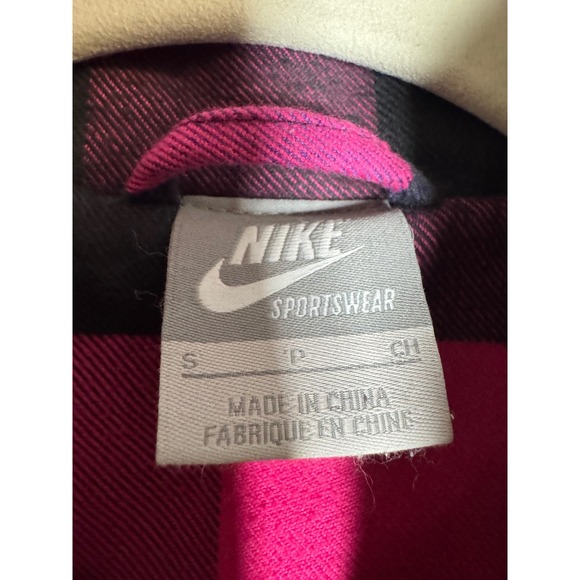 NIKE
SPORTSWEAR
S P CH
MADE IN CHINA
FABRIQUE EN CHINE